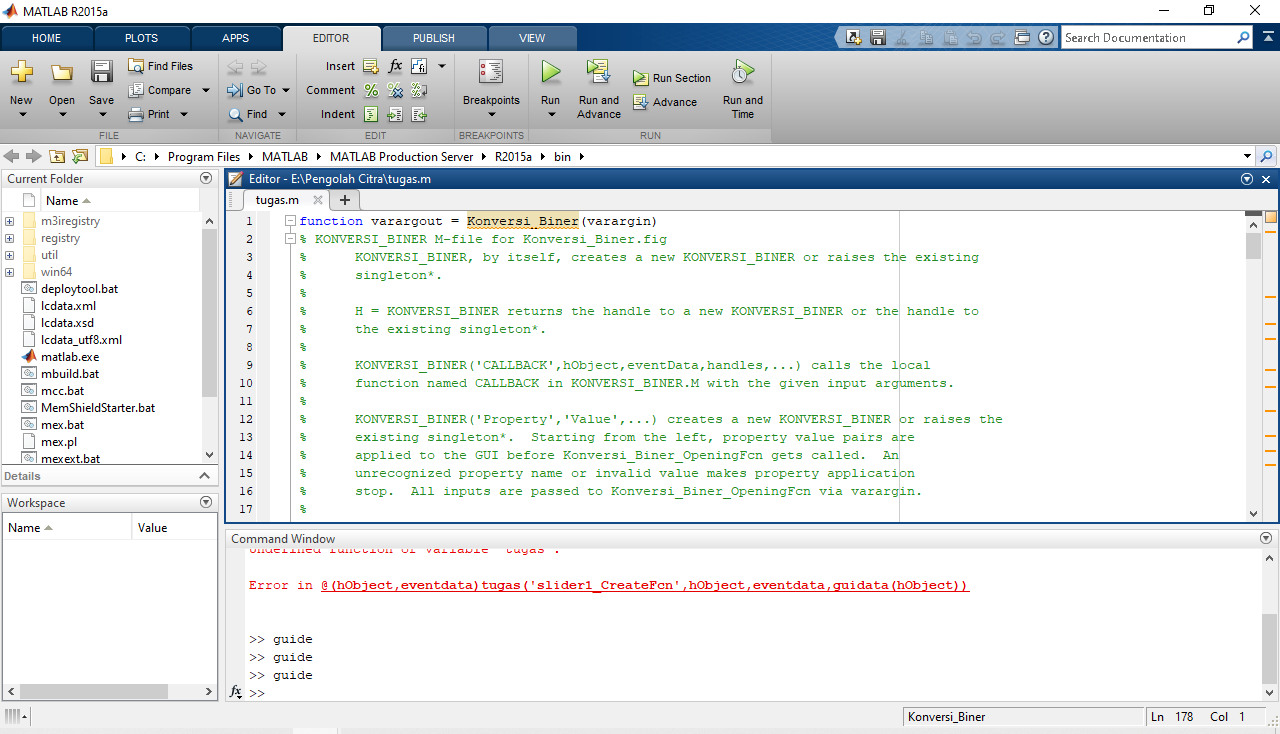 MATLAB R2015a
HOME PLOTS APPS EDITOR PUBLISH VIEW
Search Documentation
New Open Save
Find Files
Compare
Print
Go To
Find
Insert fx
Comment
Indent
Breakpoints
Run
Run and Advance
Run Section
Advance
Run and Time
FILE NAVIGATE EDIT BREAKPOINTS RUN
C: Program Files MATLAB MATLAB Production Server R2015a bin
Current Folder
Name
m3iregistry
registry
util
win64
deploytool.bat
lcdata.xml
lcdata.xsd
lcdata_utf8.xml
matlab.exe
mbuild.bat
mcc.bat
MemShieldStarter.bat
mex.bat
mex.pl
mexext.bat
Details
Workspace
Name Value
Editor - E:\Pengolah Citra\tugas.m
tugas.m
1 function varargout = Konversi_Biner(varargin)
2 % KONVERSI_BINER M-file for Konversi_Biner.fig
3 % KONVERSI_BINER, by itself, creates a new KONVERSI_BINER or raises the existing
4 % singleton*.
5 %
6 % H = KONVERSI_BINER returns the handle to a new KONVERSI_BINER or the handle to
7 % the existing singleton*.
8 %
9 % KONVERSI_BINER('CALLBACK',hObject,eventData,handles,...) calls the local
10 % function named CALLBACK in KONVERSI_BINER.M with the given input arguments.
11 %
12 % KONVERSI_BINER('Property','Value',...) creates a new KONVERSI_BINER or raises the
13 % existing singleton*.  Starting from the left, property value pairs are
14 % applied to the GUI before Konversi_Biner_OpeningFcn gets called.  An
15 % unrecognized property name or invalid value makes property application
16 % stop.  All inputs are passed to Konversi_Biner_OpeningFcn via varargin.
17 %
Command Window
Undefined function or variable 'tugas'.
Error in @(hObject,eventdata)tugas('slider1_CreateFcn',hObject,eventdata,guidata(hObject))
>> guide
>> guide
>> guide
fx >>
Konversi_Biner Ln 178 Col 1